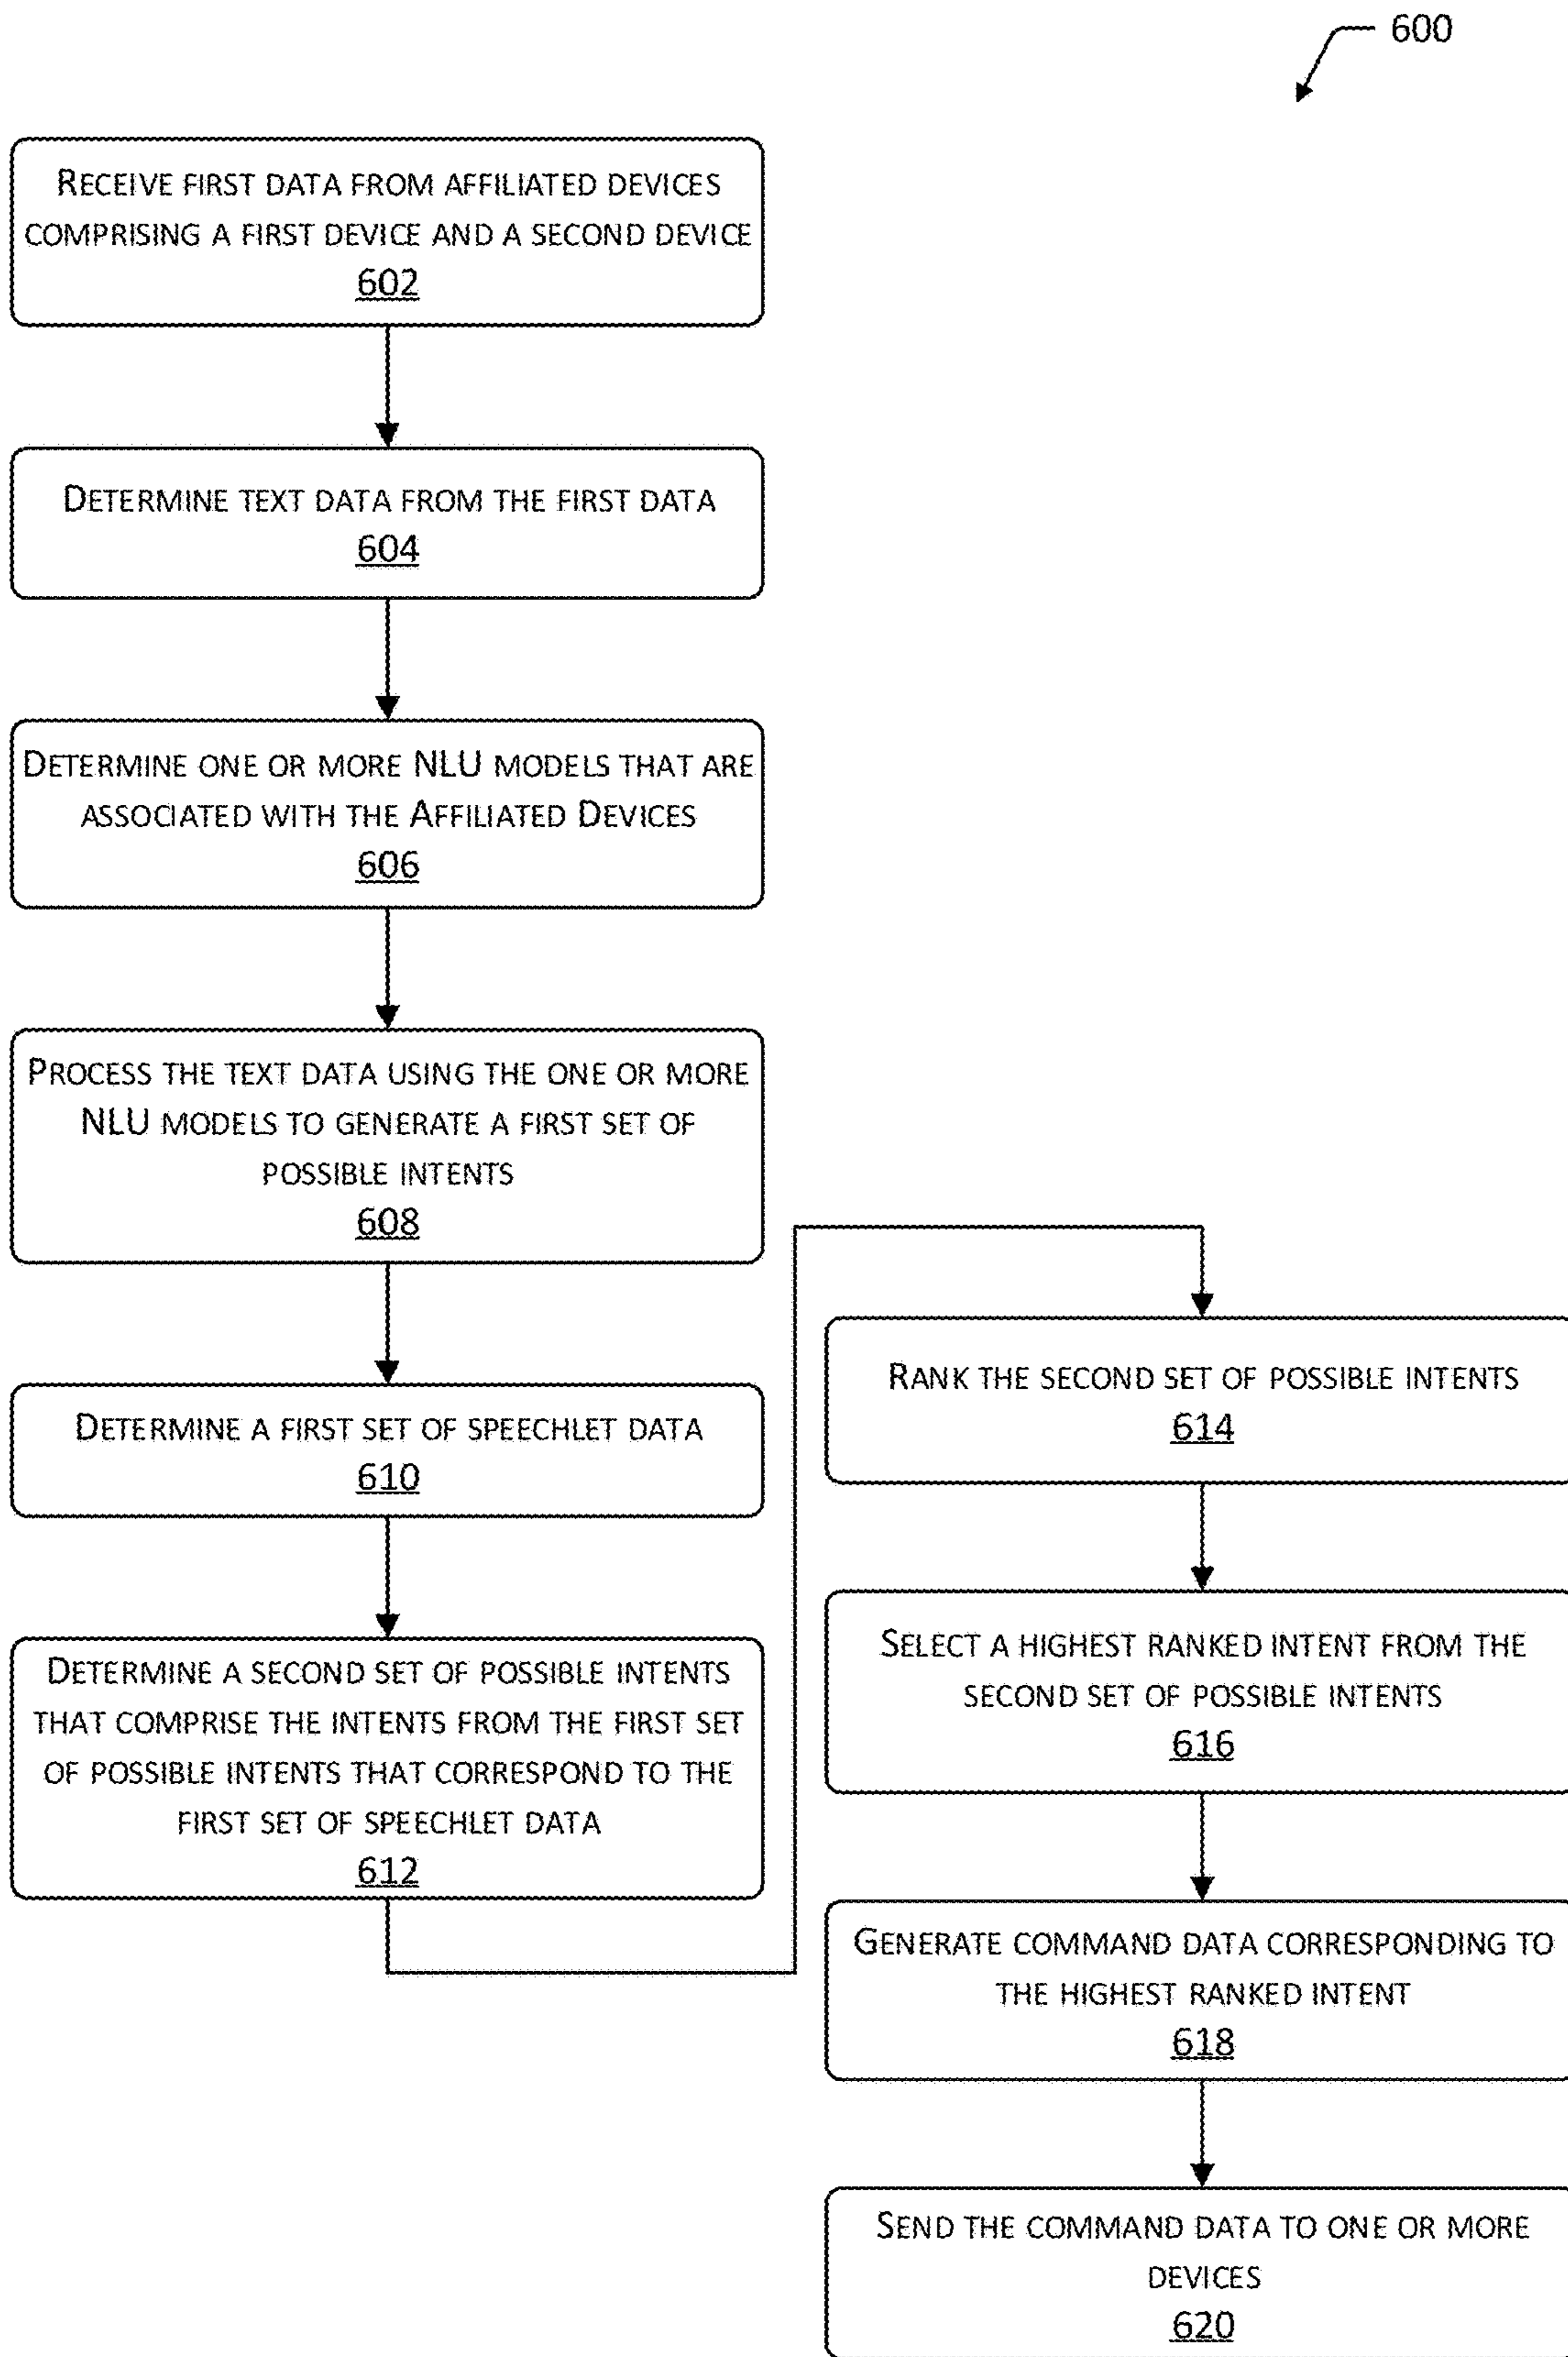 600
RECEIVE FIRST DATA FROM AFFILIATED DEVICES
COMPRISING A FIRST DEVICE AND A SECOND DEVICE
602
DETERMINE TEXT DATA FROM THE FIRST DATA
604
DETERMINE ONE OR MORE NLU MODELS THAT ARE
ASSOCIATED WITH THE AFFILIATED DEVICES
606
PROCESS THE TEXT DATA USING THE ONE OR MORE
NLU MODELS TO GENERATE A FIRST SET OF
POSSIBLE INTENTS
608
DETERMINE A FIRST SET OF SPEECHLET DATA
610
DETERMINE A SECOND SET OF POSSIBLE INTENTS
THAT COMPRISE THE INTENTS FROM THE FIRST SET
OF POSSIBLE INTENTS THAT CORRESPOND TO THE
FIRST SET OF SPEECHLET DATA
612
RANK THE SECOND SET OF POSSIBLE INTENTS
614
SELECT A HIGHEST RANKED INTENT FROM THE
SECOND SET OF POSSIBLE INTENTS
616
GENERATE COMMAND DATA CORRESPONDING TO
THE HIGHEST RANKED INTENT
618
SEND THE COMMAND DATA TO ONE OR MORE
DEVICES
620